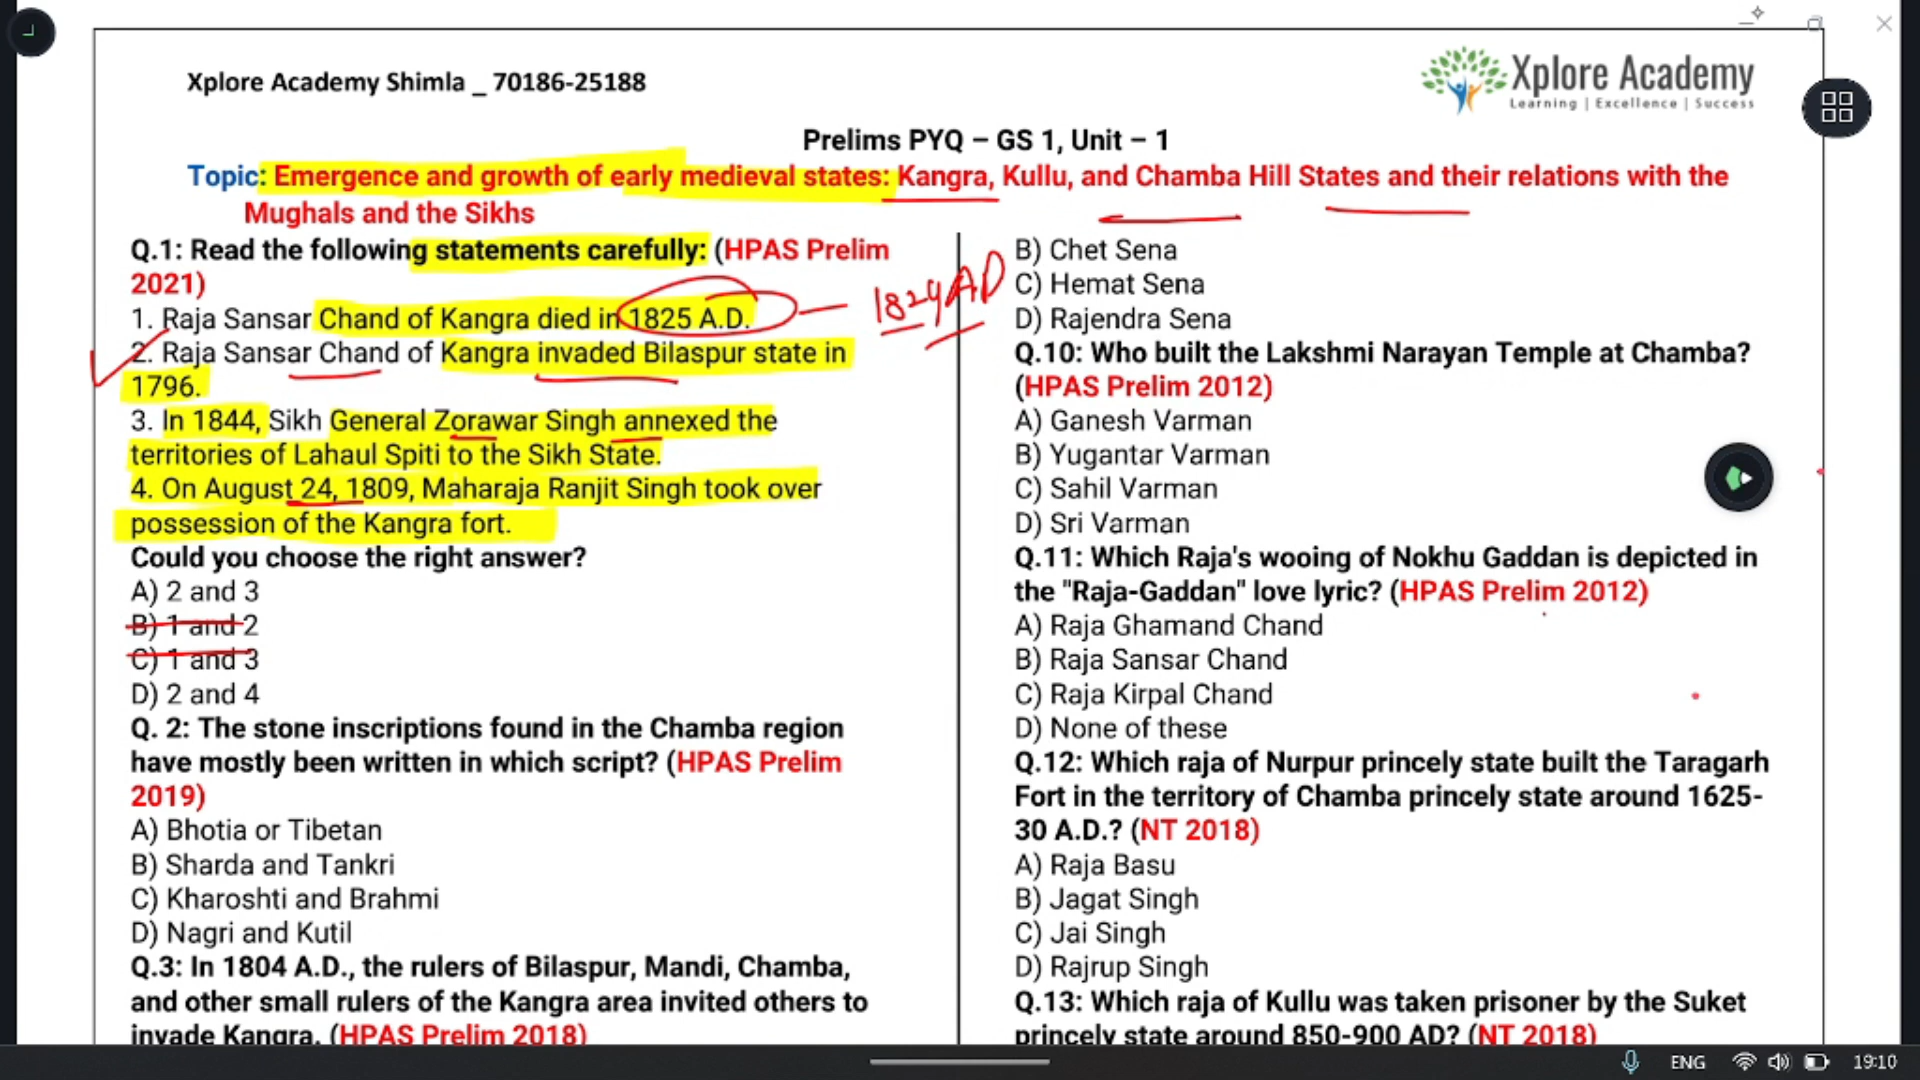 Xplore Academy Shimla _ 70186-25188
Xplore Academy
Learning | Excellence | Success
Prelims PYQ – GS 1, Unit – 1
Topic: Emergence and growth of early medieval states: Kangra, Kullu, and Chamba Hill States and their relations with the
Mughals and the Sikhs
Q.1: Read the following statements carefully: (HPAS Prelim
2021)
1. Raja Sansar Chand of Kangra died in 1825 A.D.
1824 AD
2. Raja Sansar Chand of Kangra invaded Bilaspur state in
1796.
3. In 1844, Sikh General Zorawar Singh annexed the
territories of Lahaul Spiti to the Sikh State.
4. On August 24, 1809, Maharaja Ranjit Singh took over
possession of the Kangra fort.
Could you choose the right answer?
A) 2 and 3
B) 1 and 2
C) 1 and 3
D) 2 and 4
Q. 2: The stone inscriptions found in the Chamba region
have mostly been written in which script? (HPAS Prelim
2019)
A) Bhotia or Tibetan
B) Sharda and Tankri
C) Kharoshti and Brahmi
D) Nagri and Kutil
Q.3: In 1804 A.D., the rulers of Bilaspur, Mandi, Chamba,
and other small rulers of the Kangra area invited others to
invade Kangra. (HPAS Prelim 2018)
B) Chet Sena
C) Hemat Sena
D) Rajendra Sena
Q.10: Who built the Lakshmi Narayan Temple at Chamba?
(HPAS Prelim 2012)
A) Ganesh Varman
B) Yugantar Varman
C) Sahil Varman
D) Sri Varman
Q.11: Which Raja's wooing of Nokhu Gaddan is depicted in
the "Raja-Gaddan" love lyric? (HPAS Prelim 2012)
A) Raja Ghamand Chand
B) Raja Sansar Chand
C) Raja Kirpal Chand
D) None of these
Q.12: Which raja of Nurpur princely state built the Taragarh
Fort in the territory of Chamba princely state around 1625-
30 A.D.? (NT 2018)
A) Raja Basu
B) Jagat Singh
C) Jai Singh
D) Rajrup Singh
Q.13: Which raja of Kullu was taken prisoner by the Suket
princely state around 850-900 AD? (NT 2018)
ENG
19:10